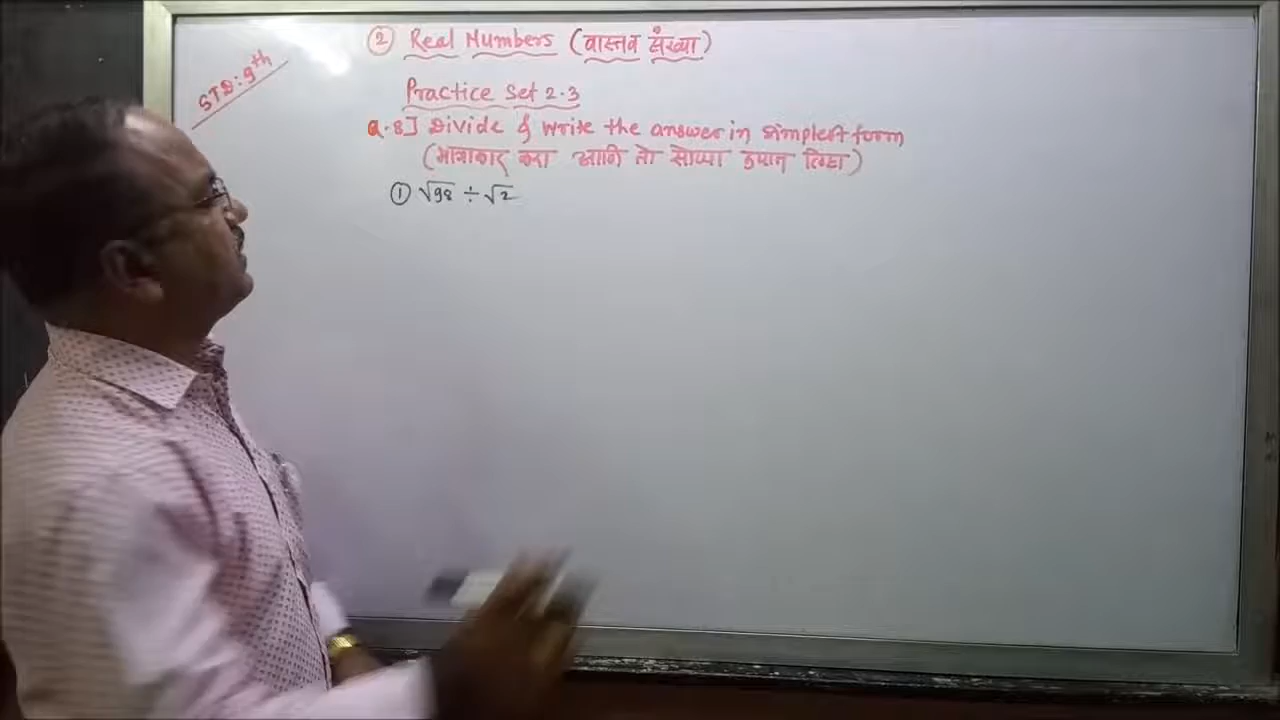 STD: 9th
② Real Numbers (वास्तव संख्या)
Practice Set 2.3
Q.8] Divide & write the answer in simplest form
(भागाकार करा आणि तो सोप्या रुपात लिहा)
① √98 ÷ √2